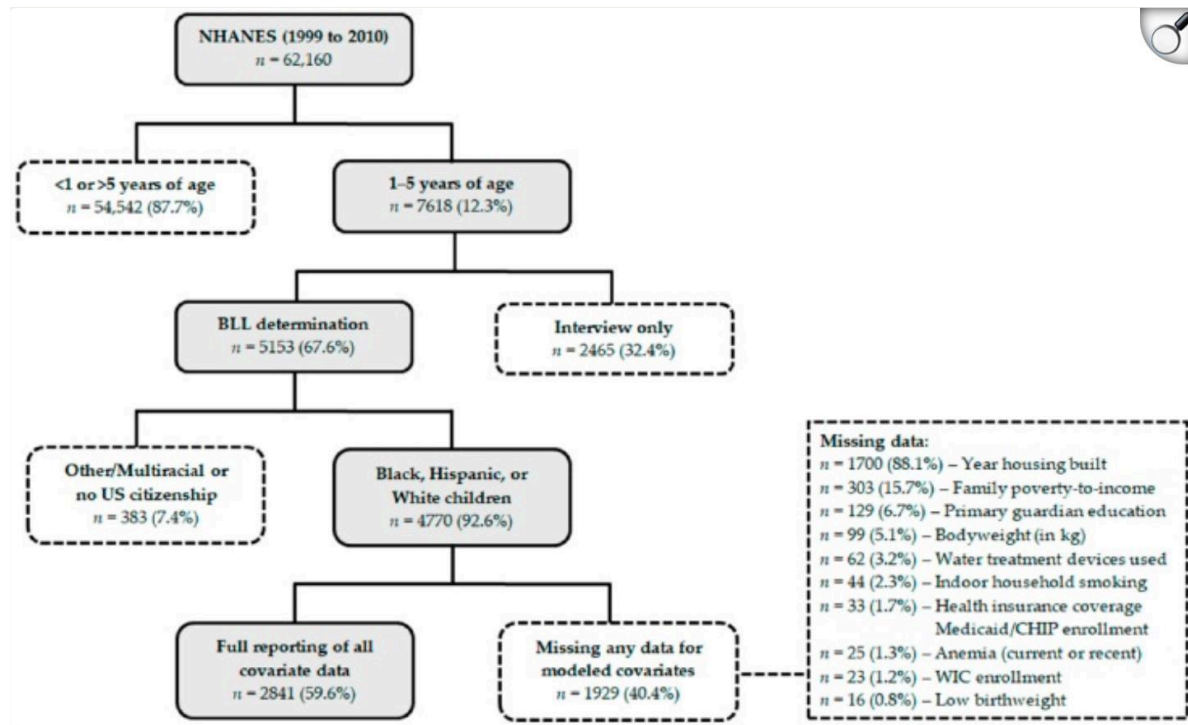 NHANES (1999 to 2010)
n = 62,160
<1 or >5 years of age
n = 54,542 (87.7%)
1–5 years of age
n = 7618 (12.3%)
BLL determination
n = 5153 (67.6%)
Interview only
n = 2465 (32.4%)
Other/Multiracial or
no US citizenship
n = 383 (7.4%)
Black, Hispanic, or
White children
n = 4770 (92.6%)
Full reporting of all
covariate data
n = 2841 (59.6%)
Missing any data for
modeled covariates
n = 1929 (40.4%)
Missing data:
n = 1700 (88.1%) – Year housing built
n = 303 (15.7%) – Family poverty-to-income
n = 129 (6.7%) – Primary guardian education
n = 99 (5.1%) – Bodyweight (in kg)
n = 62 (3.2%) – Water treatment devices used
n = 44 (2.3%) – Indoor household smoking
n = 33 (1.7%) – Health insurance coverage
Medicaid/CHIP enrollment
n = 25 (1.3%) – Anemia (current or recent)
n = 23 (1.2%) – WIC enrollment
n = 16 (0.8%) – Low birthweight